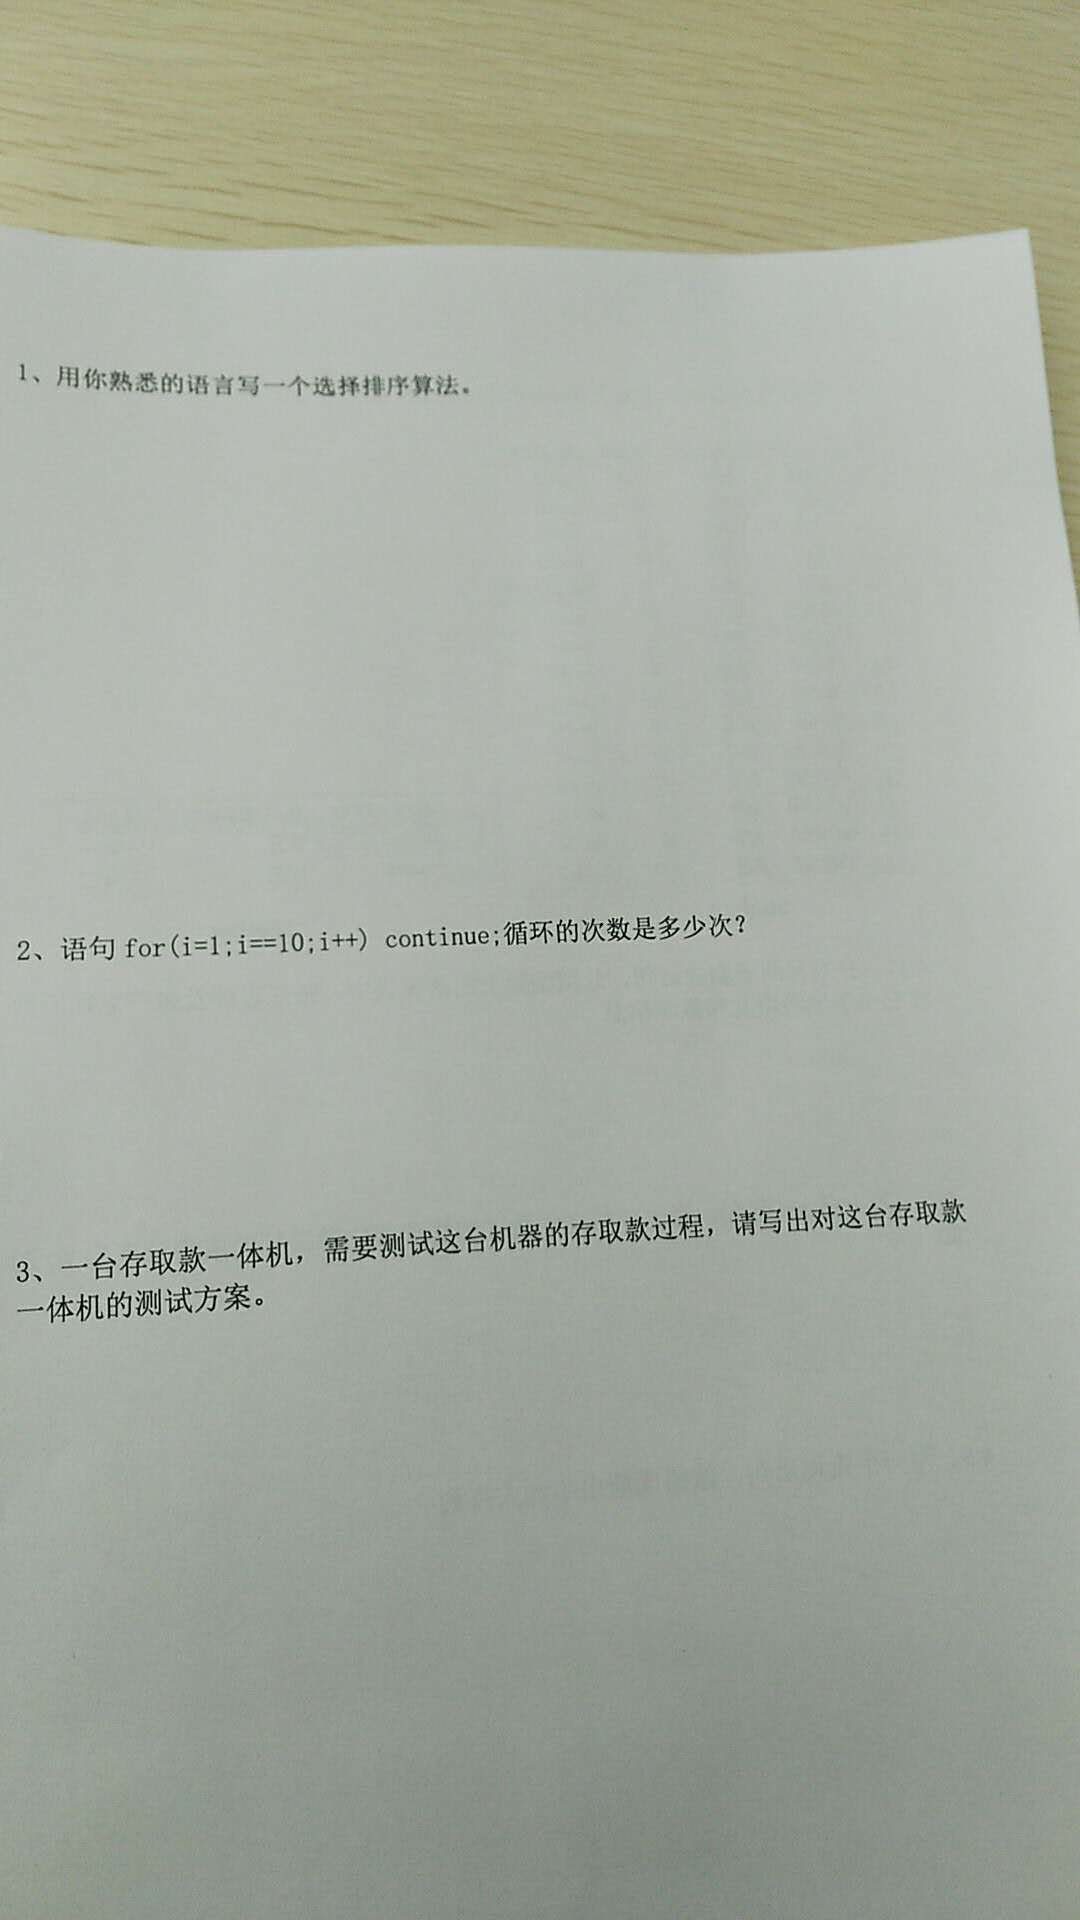 1、用你熟悉的语言写一个选择排序算法。
2、语句 for(i=1;i==10;i++) continue;循环的次数是多少次？
3、一台存取款一体机，需要测试这台机器的存取款过程，请写出对这台存取款
一体机的测试方案。